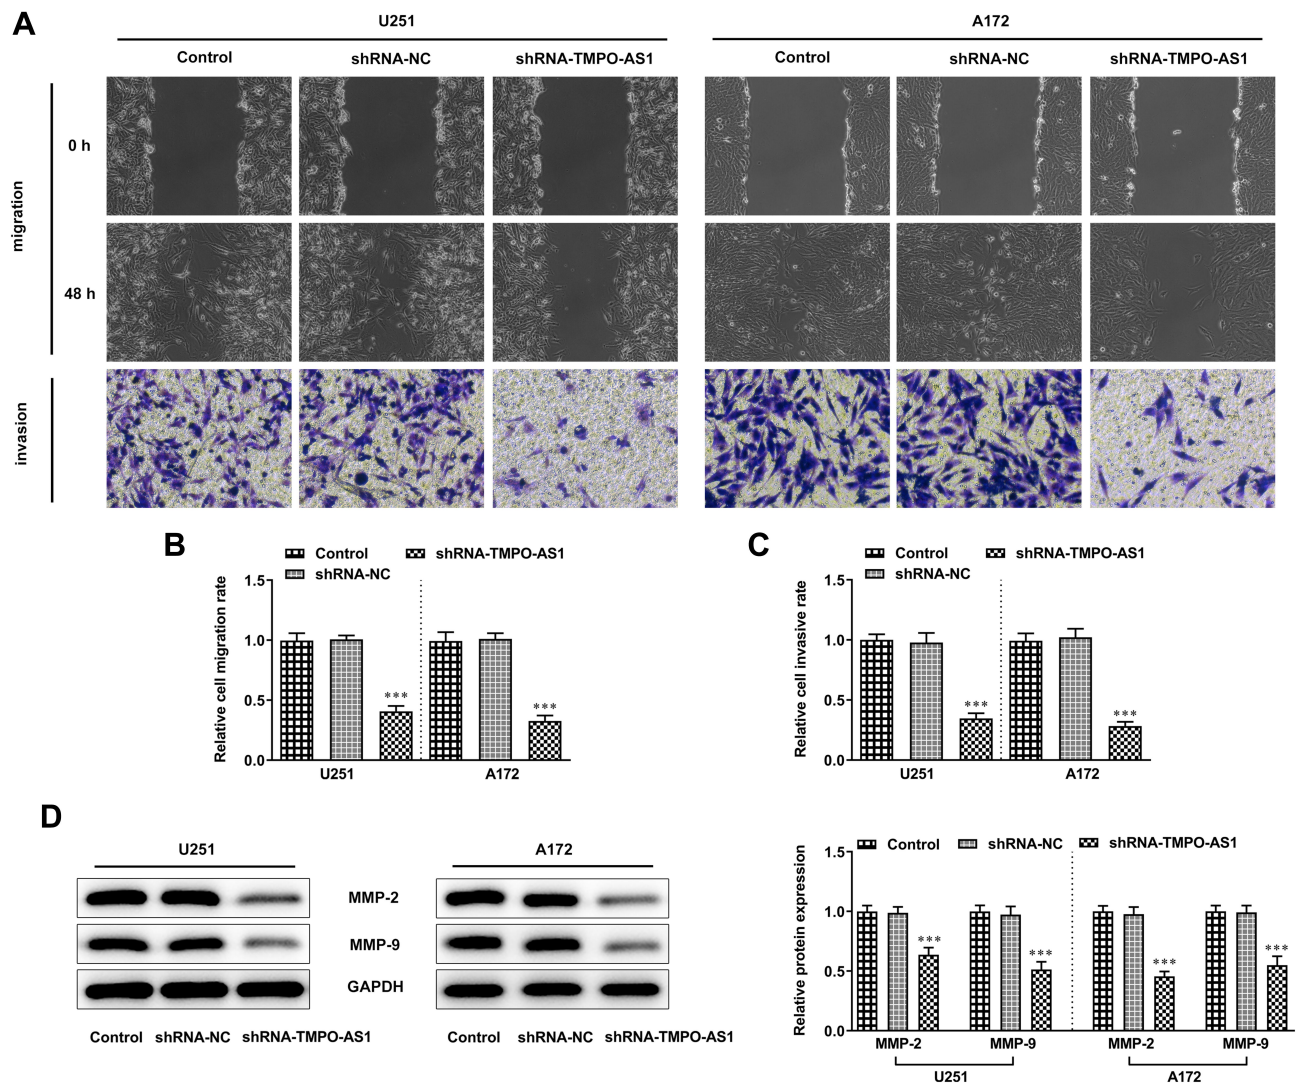 A
U251
A172
Control
shRNA-NC
shRNA-TMPO-AS1
Control
shRNA-NC
shRNA-TMPO-AS1
migration
0 h
48 h
invasion
B
Control
shRNA-TMPO-AS1
shRNA-NC
Relative cell migration rate
1.5
1.0
0.5
0.0
***
***
U251
A172
C
Control
shRNA-TMPO-AS1
shRNA-NC
Relative cell invasive rate
1.5
1.0
0.5
0.0
***
***
U251
A172
D
U251
A172
MMP-2
MMP-9
GAPDH
Control
shRNA-NC
shRNA-TMPO-AS1
Control
shRNA-NC
shRNA-TMPO-AS1
Control
shRNA-NC
shRNA-TMPO-AS1
Relative protein expression
1.5
1.0
0.5
0.0
***
***
***
***
MMP-2
MMP-9
MMP-2
MMP-9
U251
A172